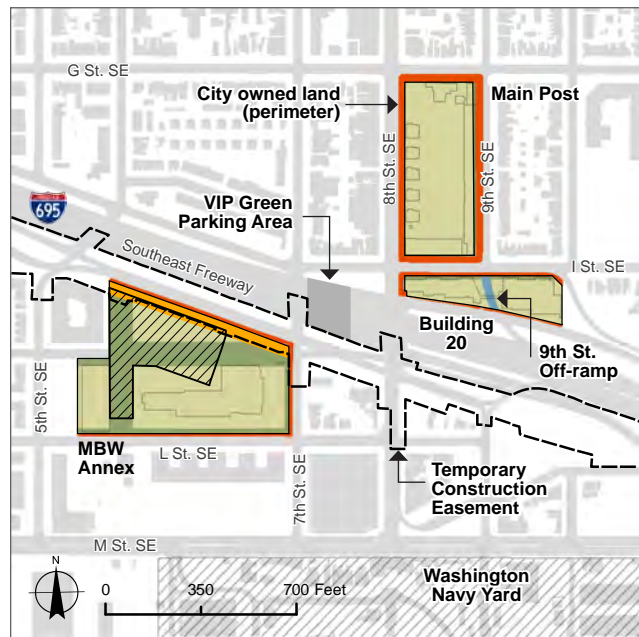 G St. SE
City owned land
(perimeter)
Main Post
8th St. SE
9th St. SE
INTERSTATE
695
VIP Green
Parking Area
Southeast Freeway
I St. SE
Building
20
9th St.
Off-ramp
5th St. SE
MBW
Annex
L St. SE
7th St. SE
Temporary
Construction
Easement
M St. SE
N
0 350 700 Feet
Washington
Navy Yard